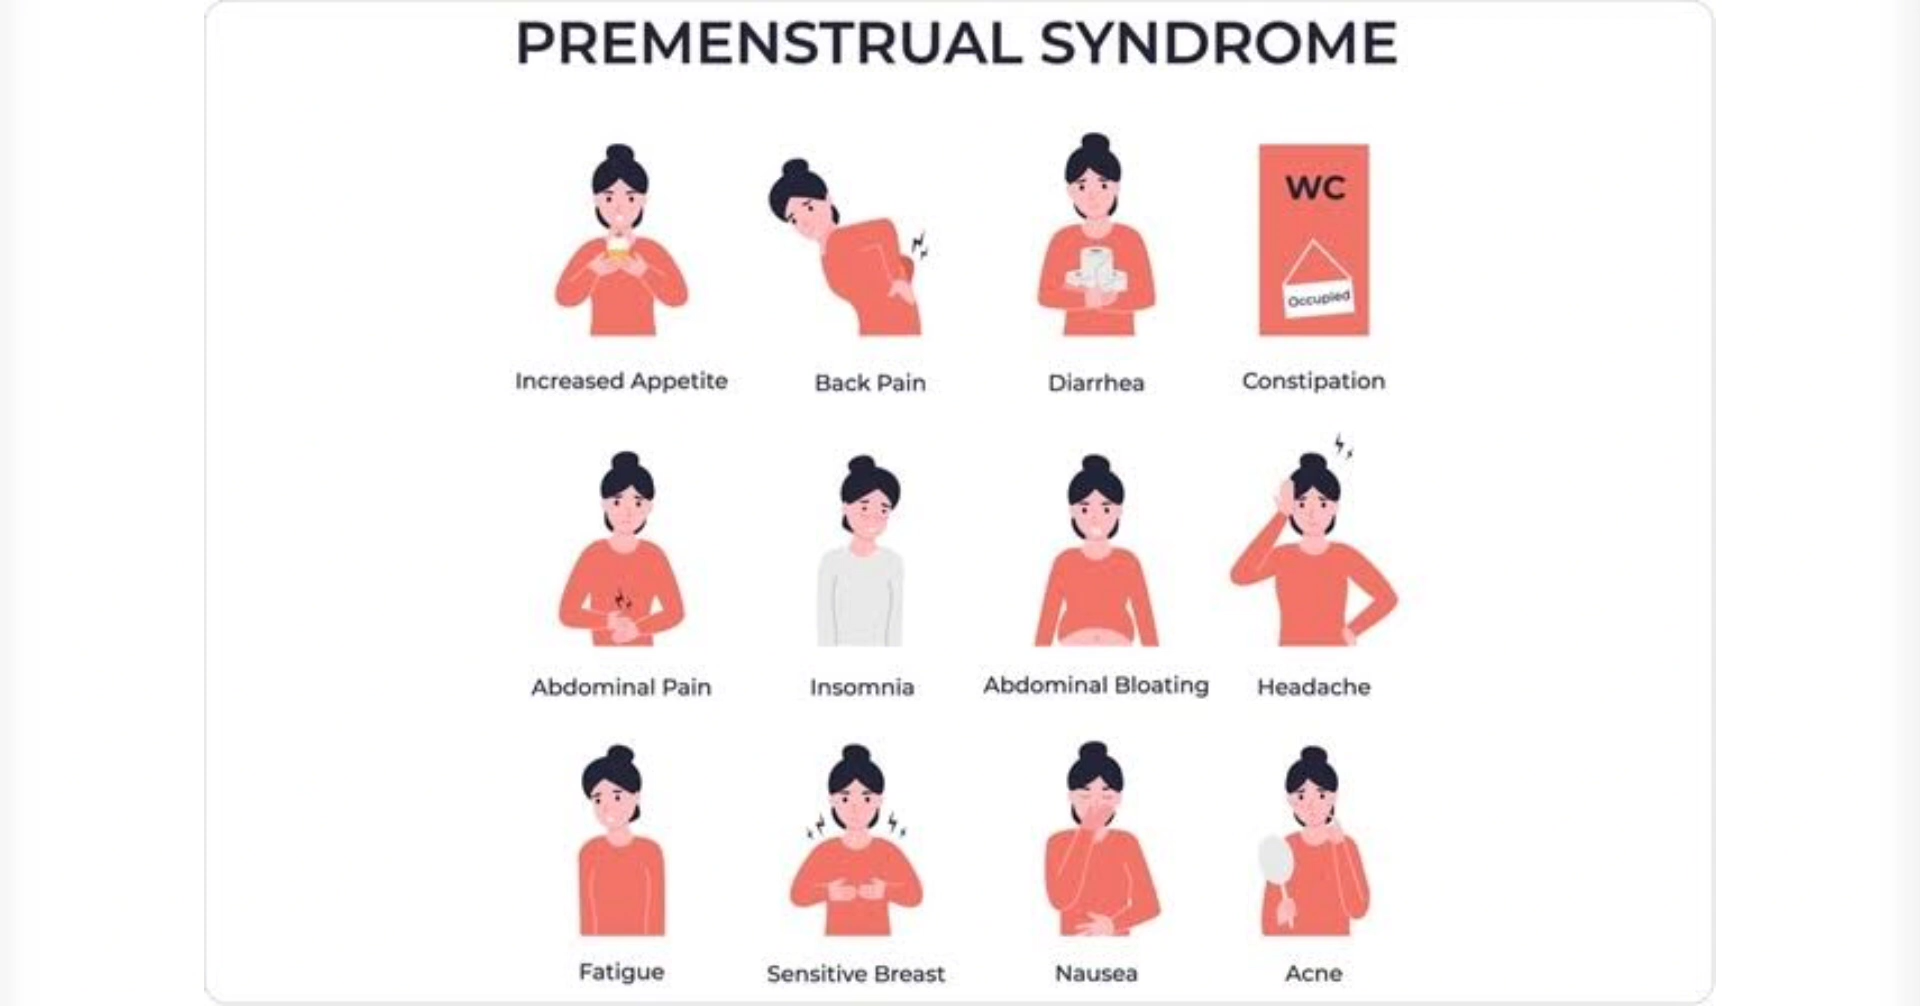 PREMENSTRUAL SYNDROME
WC
Occupied
Increased Appetite
Back Pain
Diarrhea
Constipation
Abdominal Pain
Insomnia
Abdominal Bloating
Headache
Fatigue
Sensitive Breast
Nausea
Acne